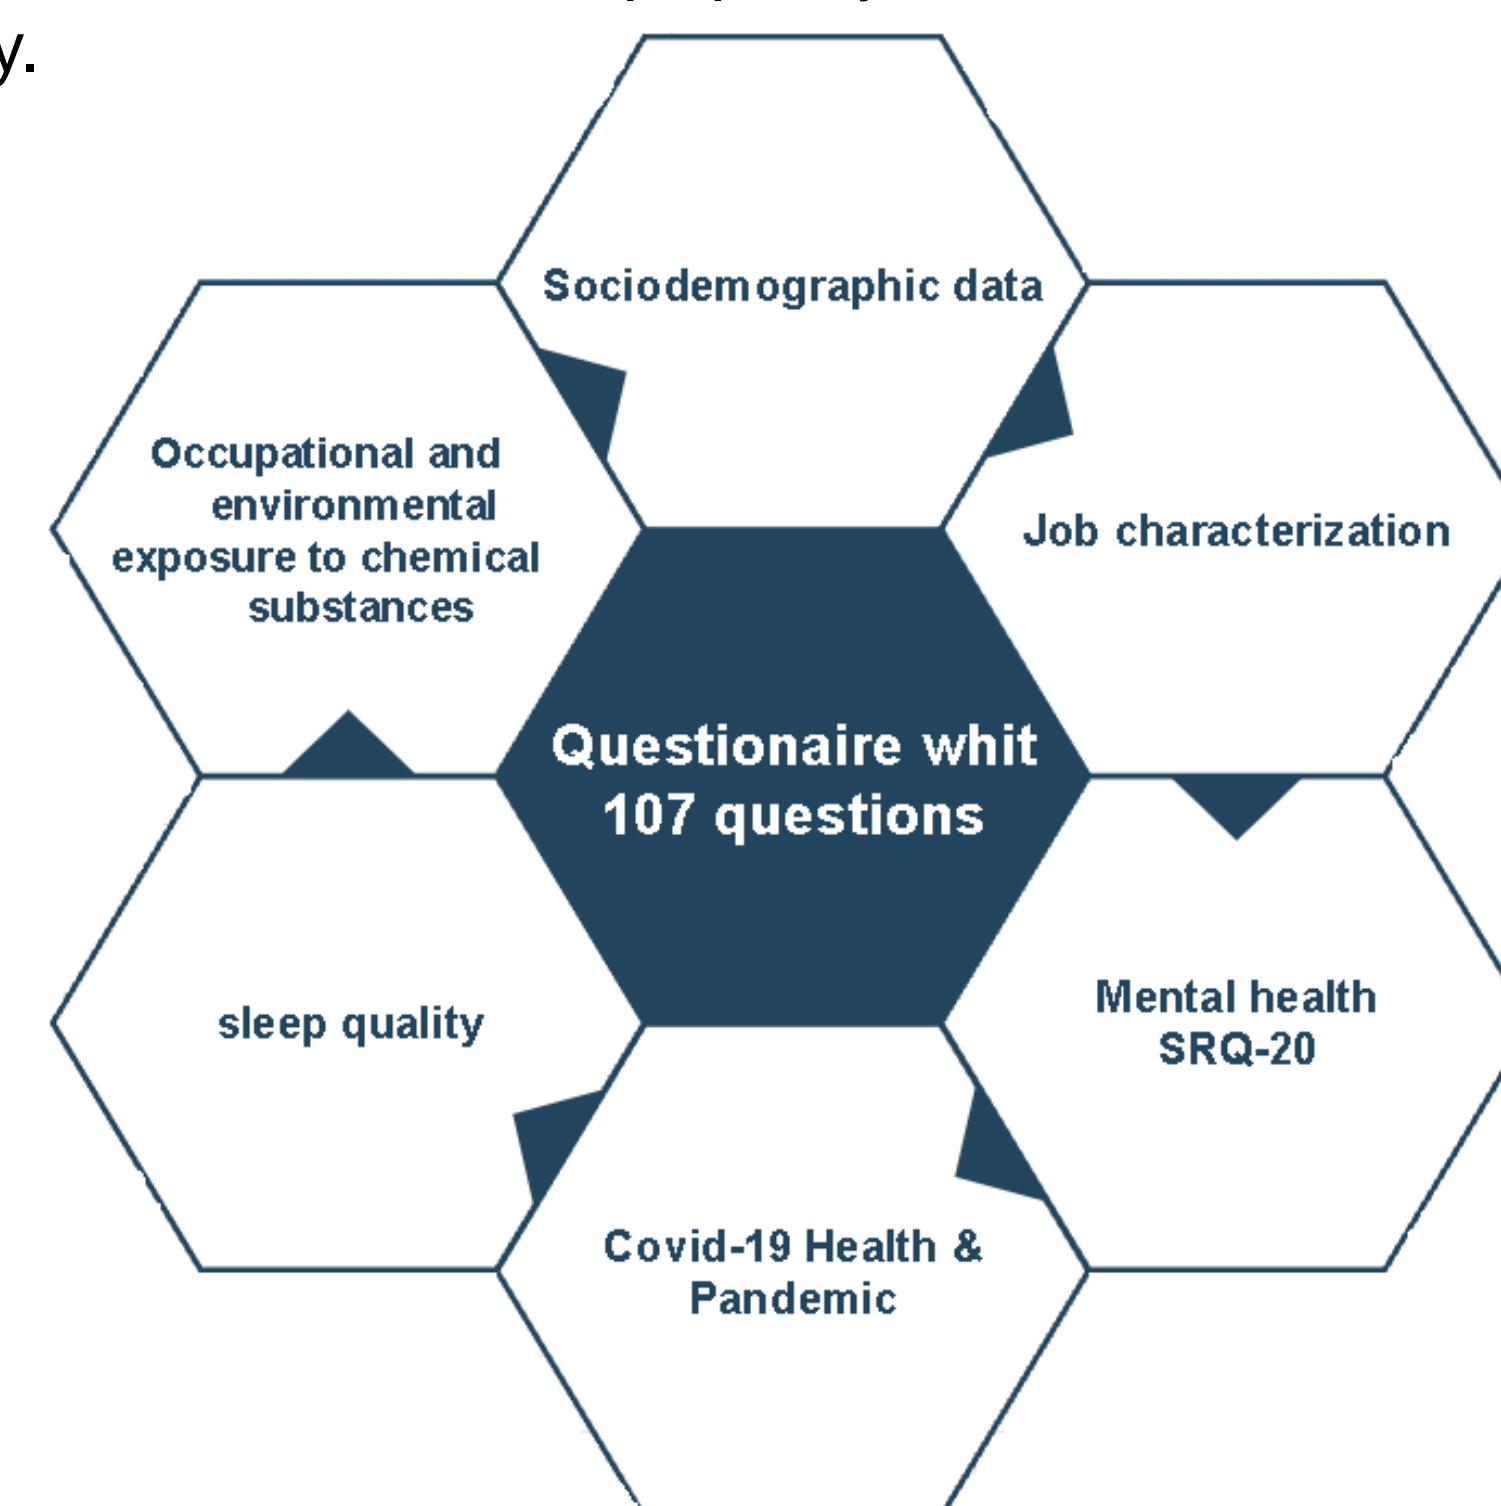 y.
Sociodemographic data
Occupational and
environmental
exposure to chemical
substances
Job characterization
Questionaire whit
107 questions
sleep quality
Mental health
SRQ-20
Covid-19 Health &
Pandemic